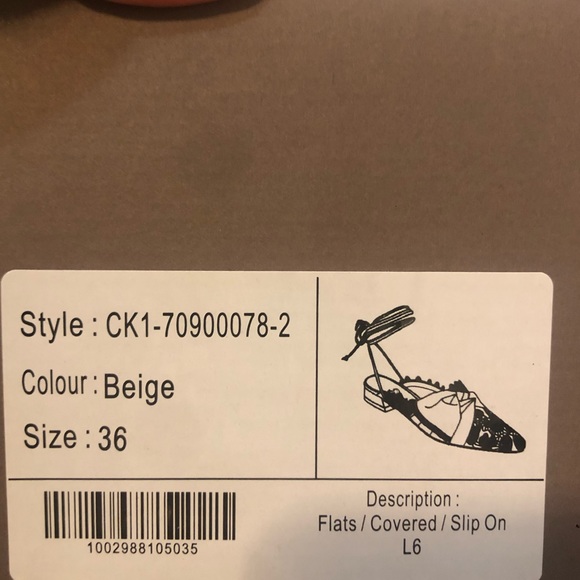 Style : CK1-70900078-2
Colour : Beige
Size : 36
1002988105035
Description :
Flats / Covered / Slip On
L6